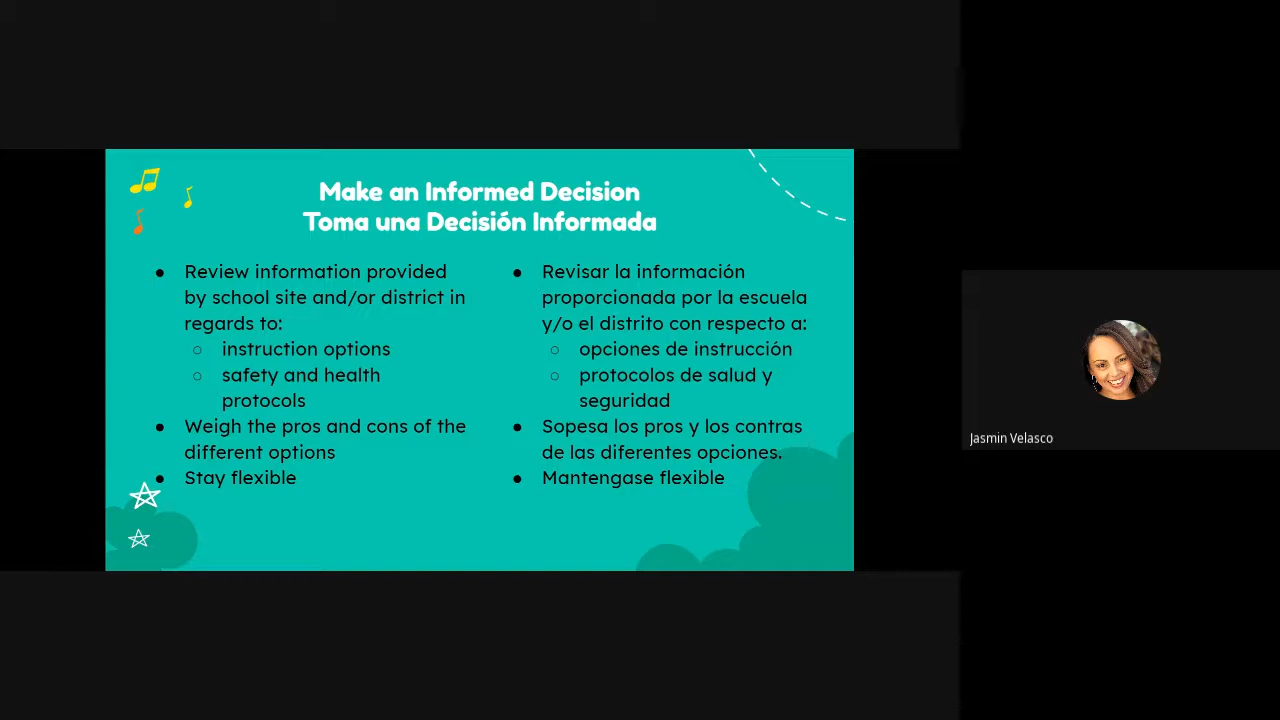 Make an Informed Decision
Toma una Decisión Informada
● Review information provided
by school site and/or district in
regards to:
○ instruction options
○ safety and health
protocols
● Weigh the pros and cons of the
different options
● Stay flexible
● Revisar la información
proporcionada por la escuela
y/o el distrito con respecto a:
○ opciones de instrucción
○ protocolos de salud y
seguridad
● Sopesa los pros y los contras
de las diferentes opciones.
● Mantengase flexible
Jasmin Velasco